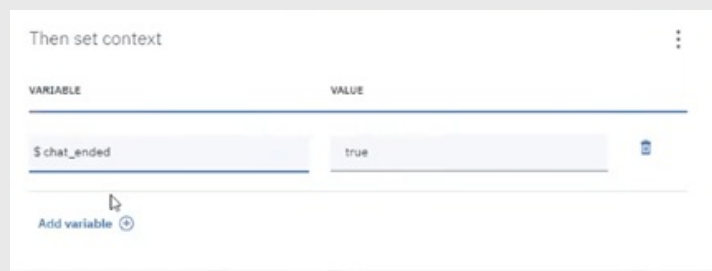 Then set context
VARIABLE VALUE
$ chat_ended true
Add variable